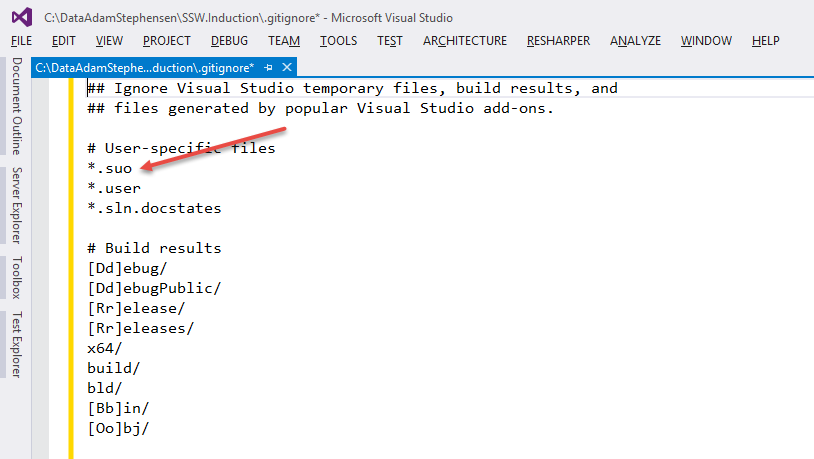 C:\DataAdamStephensen\SSW.Induction\.gitignore* - Microsoft Visual Studio
FILE EDIT VIEW PROJECT DEBUG TEAM TOOLS TEST ARCHITECTURE RESHARPER ANALYZE WINDOW HELP
C:\DataAdamStephe...duction\.gitignore*
Document Outline
Server Explorer
Toolbox
Test Explorer
## Ignore Visual Studio temporary files, build results, and
## files generated by popular Visual Studio add-ons.
# User-specific files
*.suo
*.user
*.sln.docstates
# Build results
[Dd]ebug/
[Dd]ebugPublic/
[Rr]elease/
[Rr]eleases/
x64/
build/
bld/
[Bb]in/
[Oo]bj/